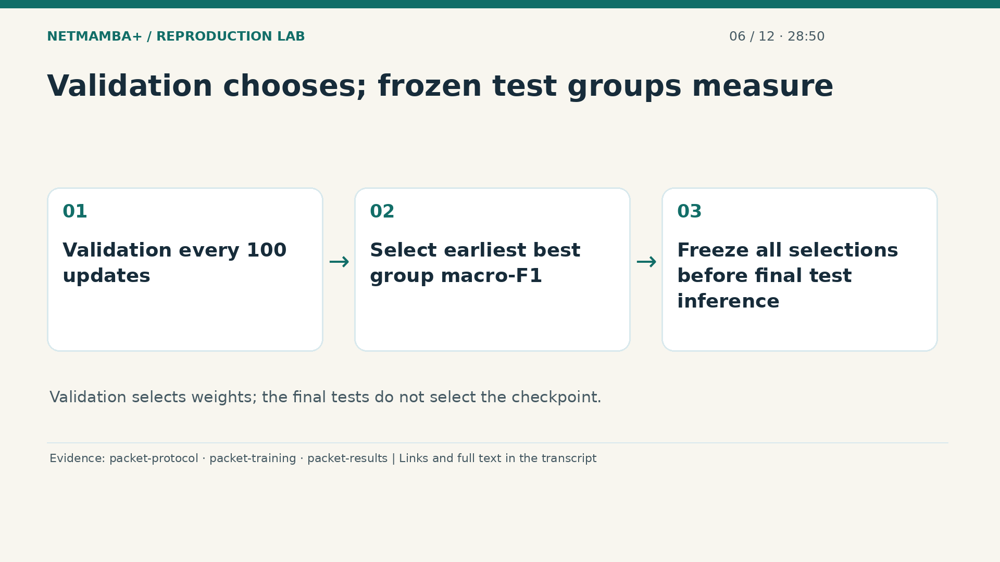 NETMAMBA+ / REPRODUCTION LAB
06 / 12 · 28:50
Validation chooses; frozen test groups measure
01
Validation every 100
updates
→
02
Select earliest best
group macro-F1
→
03
Freeze all selections
before final test
inference
Validation selects weights; the final tests do not select the checkpoint.
Evidence: packet-protocol · packet-training · packet-results | Links and full text in the transcript